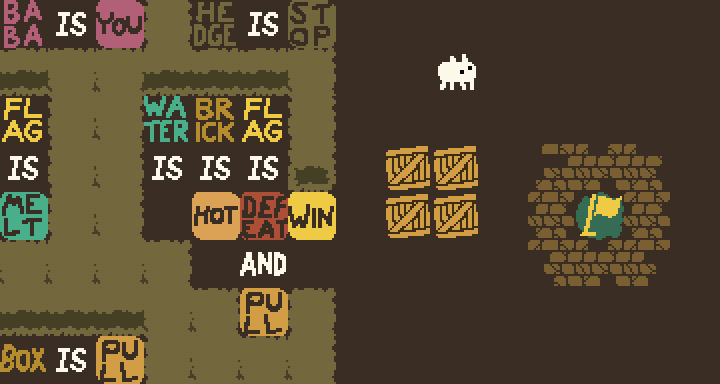 BABA IS YOU HEDGE IS STOP
FLAG WATER BRICK FLAG
IS IS IS IS
MELT HOT DEFEAT WIN
AND
PULL
BOX IS PULL